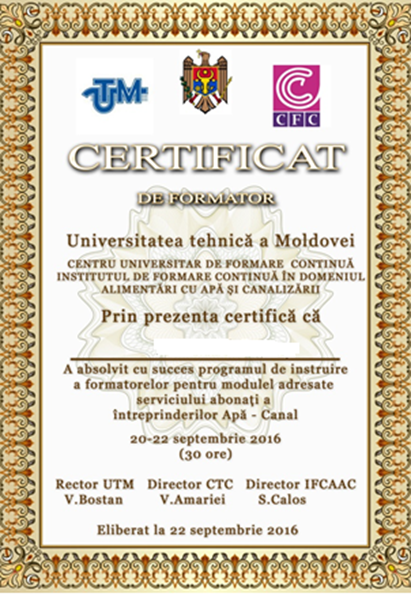 UTM
CFC
CERTIFICAT
DE FORMATOR
Universitatea tehnică a Moldovei
CENTRU UNIVERSITAR DE FORMARE CONTINUĂ
INSTITUTUL DE FORMARE CONTINUĂ ÎN DOMENIUL
ALIMENTĂRI CU APĂ ŞI CANALIZĂRII
Prin prezenta certifică că
A absolvit cu succes programul de instruire
a formatorelor pentru modulel adresate
serviciului abonaţi a
întreprinderilor Apă - Canal
20-22 septembrie 2016
(30 ore)
Rector UTM Director CTC Director IFCAAC
V.Bostan V.Amariei S.Calos
Eliberat la 22 septembrie 2016